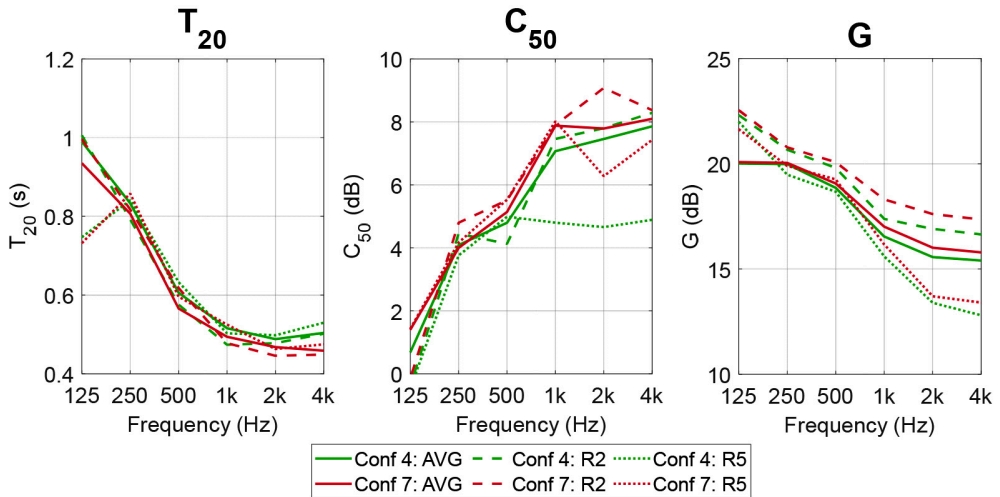 T20
C50
G
1.2
1
0.8
0.6
0.4
T20 (s)
125 250 500 1k 2k 4k
Frequency (Hz)
10
8
6
4
2
0
C50 (dB)
125 250 500 1k 2k 4k
Frequency (Hz)
25
20
15
10
G (dB)
125 250 500 1k 2k 4k
Frequency (Hz)
Conf 4: AVG Conf 4: R2 Conf 4: R5
Conf 7: AVG Conf 7: R2 Conf 7: R5